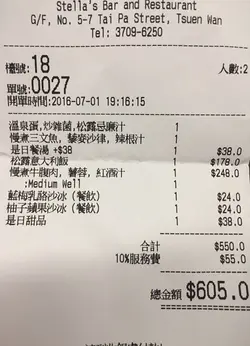 Stella's Bar and Restaurant
G/F, No. 5-7 Tai Pa Street, Tsuen Wan
Tel: 3709-6250
檯號:18 人數:2
單號:0027
開單時間:2016-07-01 19:16:15
溫泉蛋,炒雜菌,松露忌廉汁 1
慢煮三文魚, 藜麥沙律, 辣根汁 1
是日餐湯 +$38 1 $38.0
松露意大利飯 1 $178.0
慢煮牛腹肉, 薯蓉, 紅酒汁 1 $248.0
:Medium Well 1
藍莓乳酪沙冰 (餐飲) 1 $24.0
柚子蘋果沙冰 (餐飲) 1 $24.0
是日甜品 1 $38.0
合計 $550.0
10%服務費 $55.0
總金額 $605.0